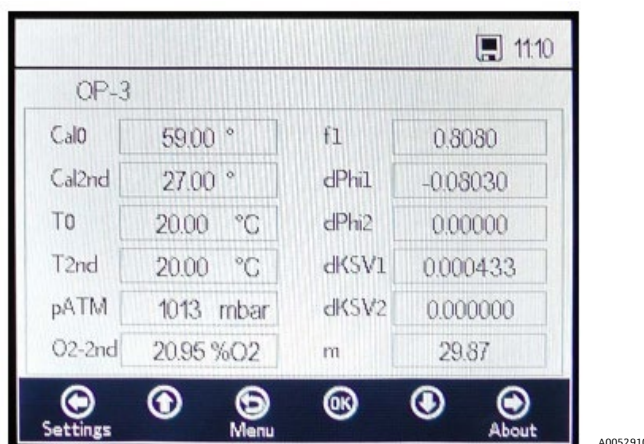 11:10
OP-3
Cal0 59.00 ° f1 0.8080
Cal2nd 27.00 ° dPhi1 -0.08030
T0 20.00 °C dPhi2 0.00000
T2nd 20.00 °C dKSV1 0.000433
pATM 1013 mbar dKSV2 0.000000
O2-2nd 20.95 %O2 m 29.87
OK
Settings Menu About